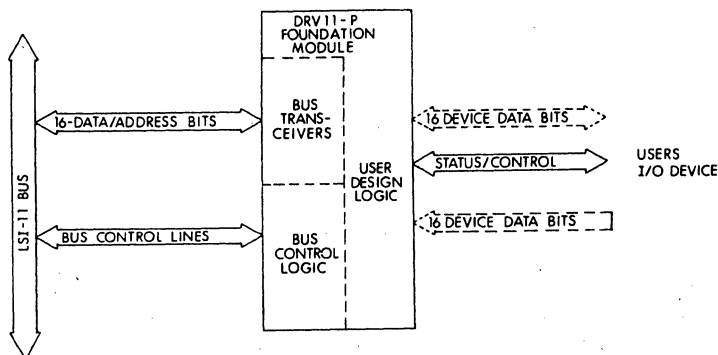 DRV11-P
FOUNDATION
MODULE
LSI-11 BUS
16-DATA/ADDRESS BITS
BUS
TRANS-
CEIVERS
BUS CONTROL LINES
BUS
CONTROL
LOGIC
USER
DESIGN
LOGIC
16 DEVICE DATA BITS
STATUS/CONTROL
16 DEVICE DATA BITS
USERS
I/O DEVICE